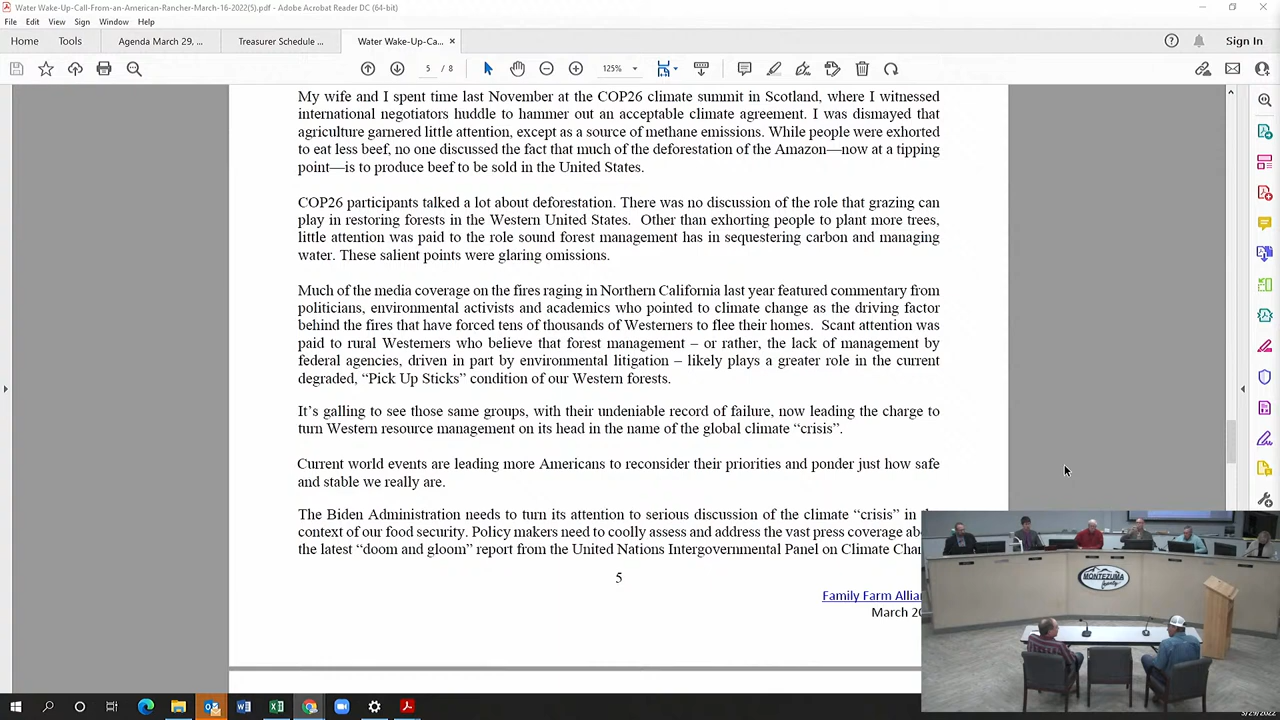 Water Wake-Up-Call-From-an-American-Rancher-March-16-2022(5).pdf - Adobe Acrobat Reader DC (64-bit)
File Edit View Sign Window Help
Home Tools Agenda March 29, ... Treasurer Schedule ... Water Wake-Up-Ca... × Sign In
5 / 8 125%
My wife and I spent time last November at the COP26 climate summit in Scotland, where I witnessed
international negotiators huddle to hammer out an acceptable climate agreement. I was dismayed that
agriculture garnered little attention, except as a source of methane emissions. While people were exhorted
to eat less beef, no one discussed the fact that much of the deforestation of the Amazon—now at a tipping
point—is to produce beef to be sold in the United States.
COP26 participants talked a lot about deforestation. There was no discussion of the role that grazing can
play in restoring forests in the Western United States. Other than exhorting people to plant more trees,
little attention was paid to the role sound forest management has in sequestering carbon and managing
water. These salient points were glaring omissions.
Much of the media coverage on the fires raging in Northern California last year featured commentary from
politicians, environmental activists and academics who pointed to climate change as the driving factor
behind the fires that have forced tens of thousands of Westerners to flee their homes. Scant attention was
paid to rural Westerners who believe that forest management – or rather, the lack of management by
federal agencies, driven in part by environmental litigation – likely plays a greater role in the current
degraded, “Pick Up Sticks” condition of our Western forests.
It’s galling to see those same groups, with their undeniable record of failure, now leading the charge to
turn Western resource management on its head in the name of the global climate “crisis”.
Current world events are leading more Americans to reconsider their priorities and ponder just how safe
and stable we really are.
The Biden Administration needs to turn its attention to serious discussion of the climate “crisis” in
context of our food security. Policy makers need to coolly assess and address the vast press coverage abo
the latest “doom and gloom” report from the United Nations Intergovernmental Panel on Climate Chan
5
Family Farm Allian
March 20
MONTEZUMA
County
3/29/2022